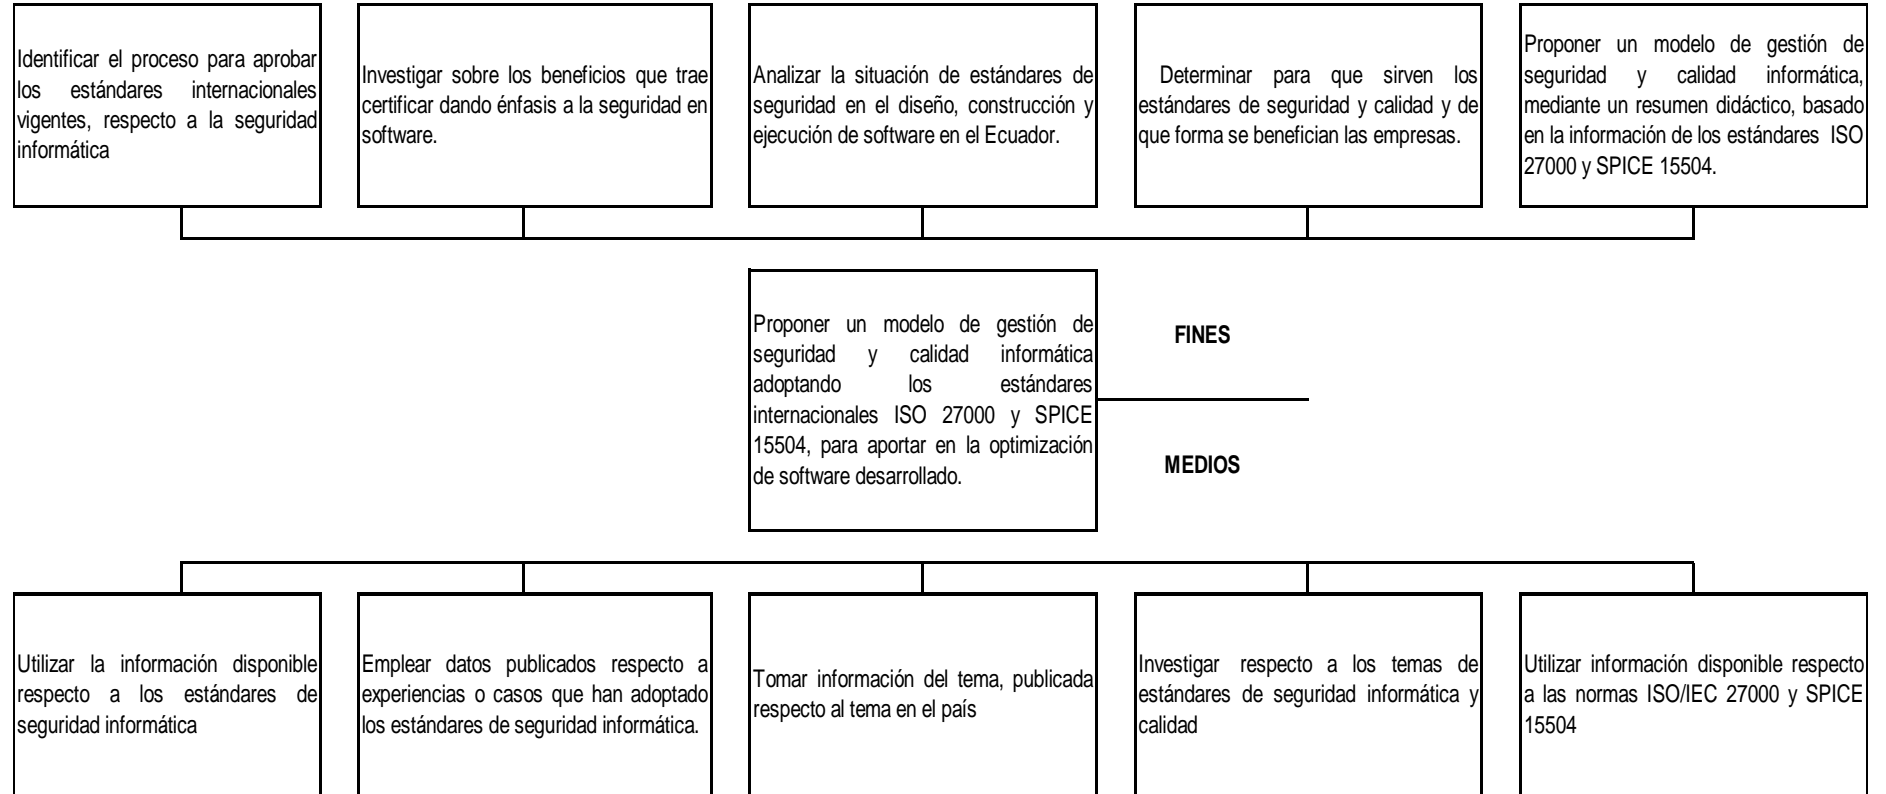 Identificar el proceso para aprobar
los estándares internacionales
vigentes, respecto a la seguridad
informática
Investigar sobre los beneficios que trae
certificar dando énfasis a la seguridad en
software.
Analizar la situación de estándares de
seguridad en el diseño, construcción y
ejecución de software en el Ecuador.
Determinar para que sirven los
estándares de seguridad y calidad y de
que forma se benefician las empresas.
Proponer un modelo de gestión de
seguridad y calidad informática,
mediante un resumen didáctico, basado
en la información de los estándares ISO
27000 y SPICE 15504.
Proponer un modelo de gestión de
seguridad y calidad informática
adoptando los estándares
internacionales ISO 27000 y SPICE
15504, para aportar en la optimización
de software desarrollado.
FINES
MEDIOS
Utilizar la información disponible
respecto a los estándares de
seguridad informática
Emplear datos publicados respecto a
experiencias o casos que han adoptado
los estándares de seguridad informática.
Tomar información del tema, publicada
respecto al tema en el país
Investigar respecto a los temas de
estándares de seguridad informática y
calidad
Utilizar información disponible respecto
a las normas ISO/IEC 27000 y SPICE
15504